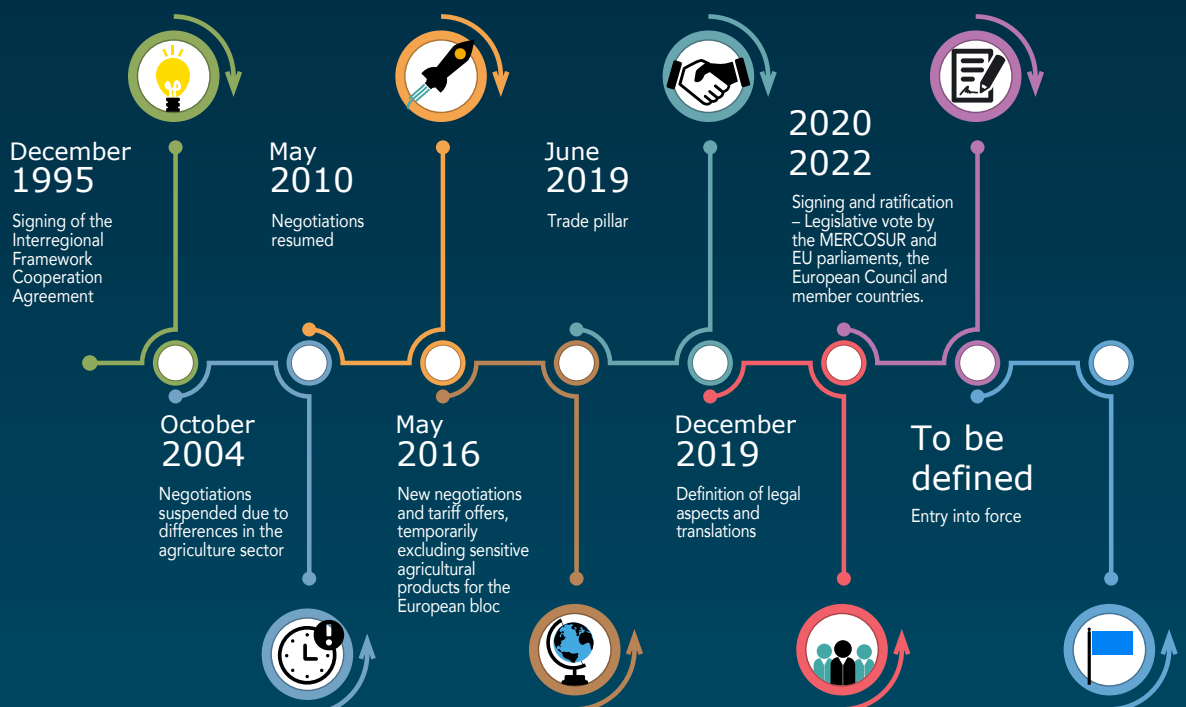 December
1995
Signing of the
Interregional
Framework
Cooperation
Agreement
October
2004
Negotiations
suspended due to
differences in the
agriculture sector
May
2010
Negotiations
resumed
May
2016
New negotiations
and tariff offers,
temporarily
excluding sensitive
agricultural
products for the
European bloc
June
2019
Trade pillar
December
2019
Definition of legal
aspects and
translations
2020
2022
Signing and ratification
– Legislative vote by
the MERCOSUR and
EU parliaments, the
European Council and
member countries.
To be
defined
Entry into force